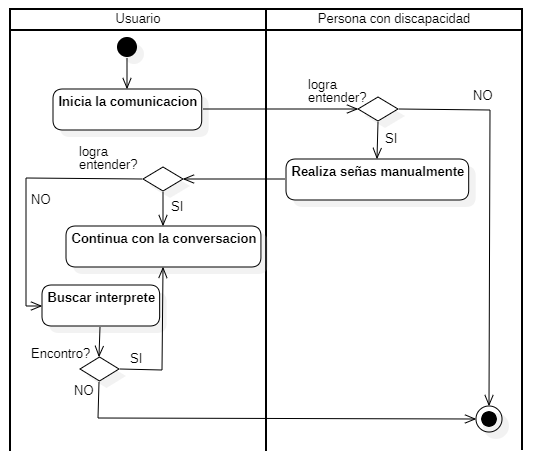 Usuario
Persona con discapacidad
Inicia la comunicacion
logra
entender?
NO
SI
Realiza señas manualmente
logra
entender?
NO
SI
Continua con la conversacion
Buscar interprete
Encontro?
SI
NO